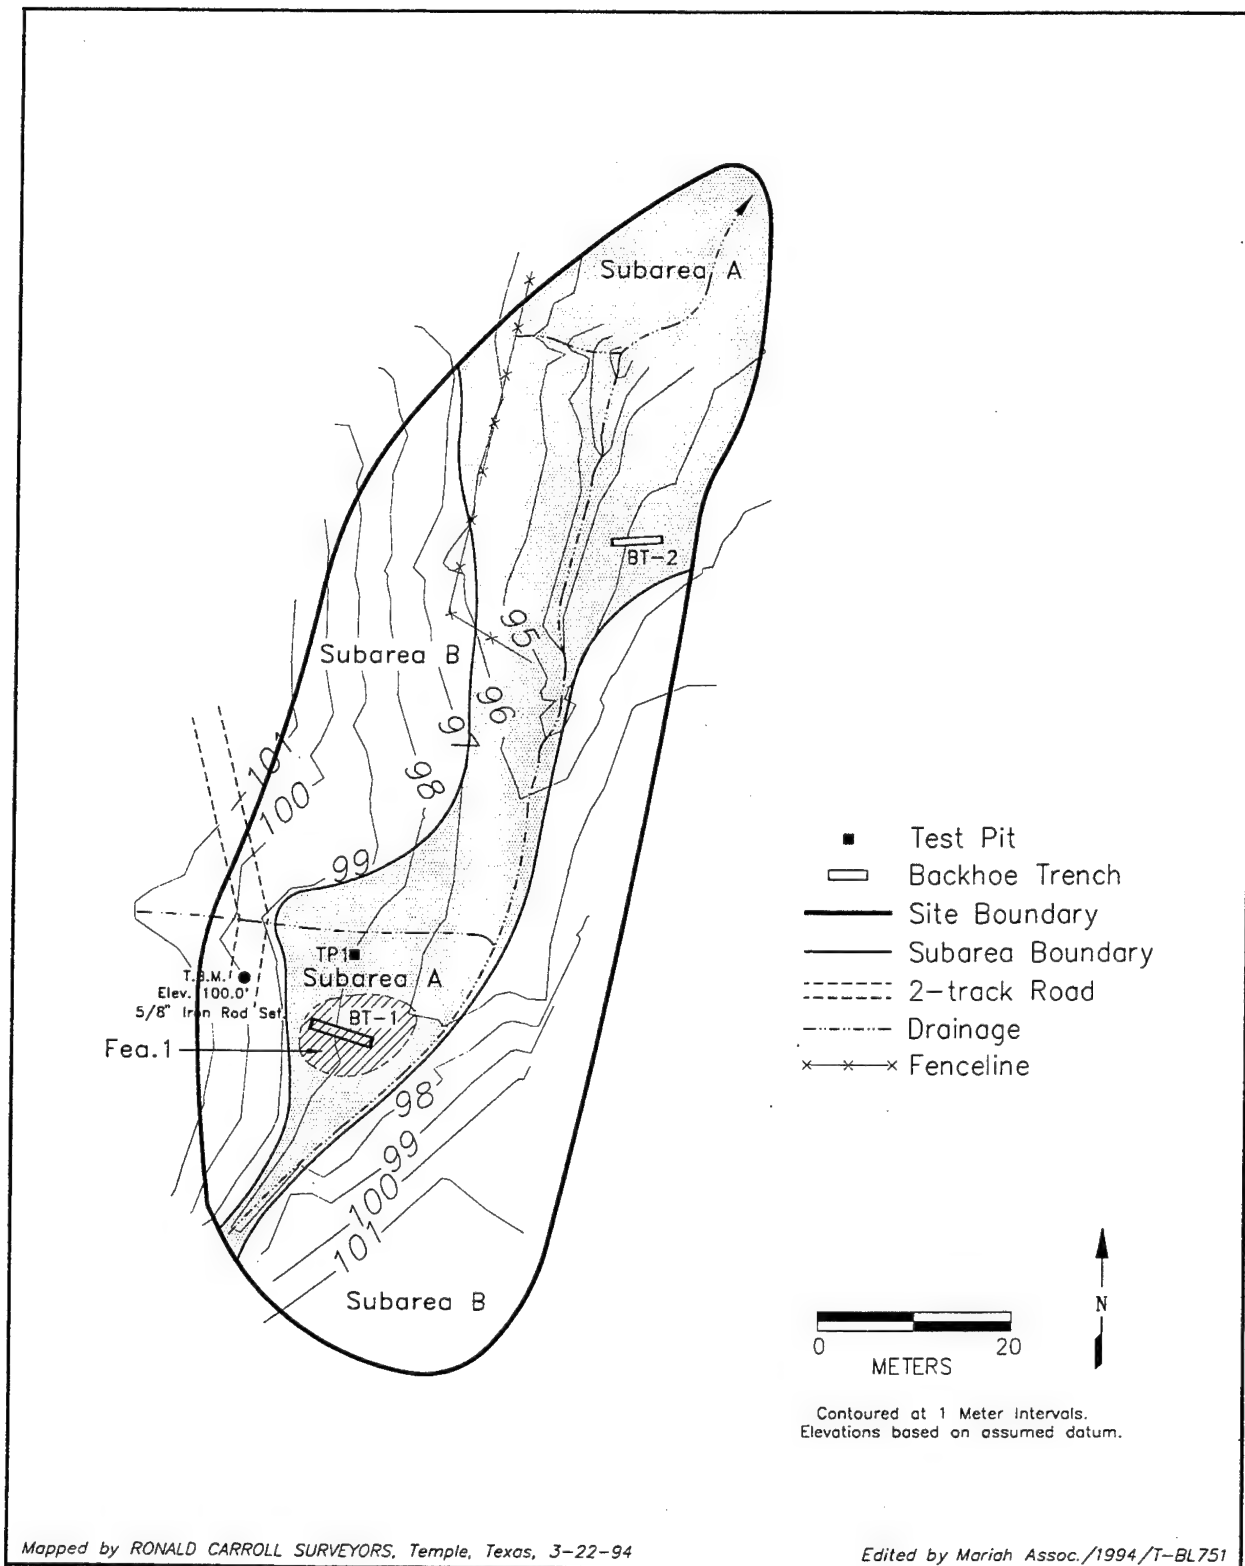 Subarea A
BT-2
95
Subarea B
96
97
98
101
100
99
TP1
T.B.M.
Subarea A
Elev. 100.0'
5/8" Iron Rod Set.
BT-1
Fea.1
98
99
100
101
Subarea B
Test Pit
Backhoe Trench
Site Boundary
Subarea Boundary
2-track Road
Drainage
Fenceline
N
0 20
METERS
Contoured at 1 Meter Intervals.
Elevations based on assumed datum.
Mapped by RONALD CARROLL SURVEYORS, Temple, Texas, 3-22-94
Edited by Mariah Assoc./1994/T-BL751